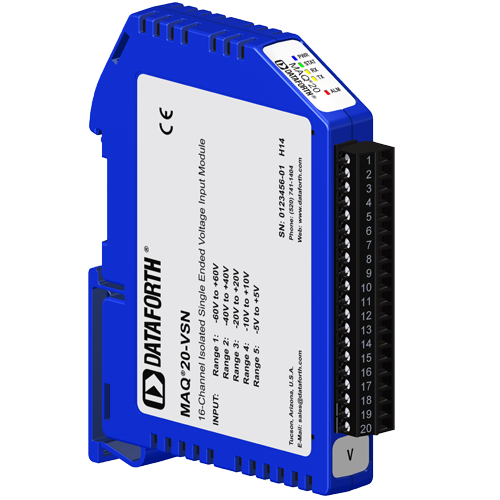 PWR
STAT
RX
TX
ALM
DATAFORTH®
MAQ®20
CE
DATAFORTH®
MAQ®20-VSN
16-Channel Isolated Single Ended Voltage Input Module
INPUT:
Range 1: -60V to +60V
Range 2: -40V to +40V
Range 3: -20V to +20V
Range 4: -10V to +10V
Range 5: -5V to +5V
SN: 0123456-01 H14
Phone: (520) 741-1404
Web: www.dataforth.com
Tucson, Arizona, U.S.A.
E-Mail: sales@dataforth.com
1
2
3
4
5
6
7
8
9
10
11
12
13
14
15
16
17
18
19
20
V